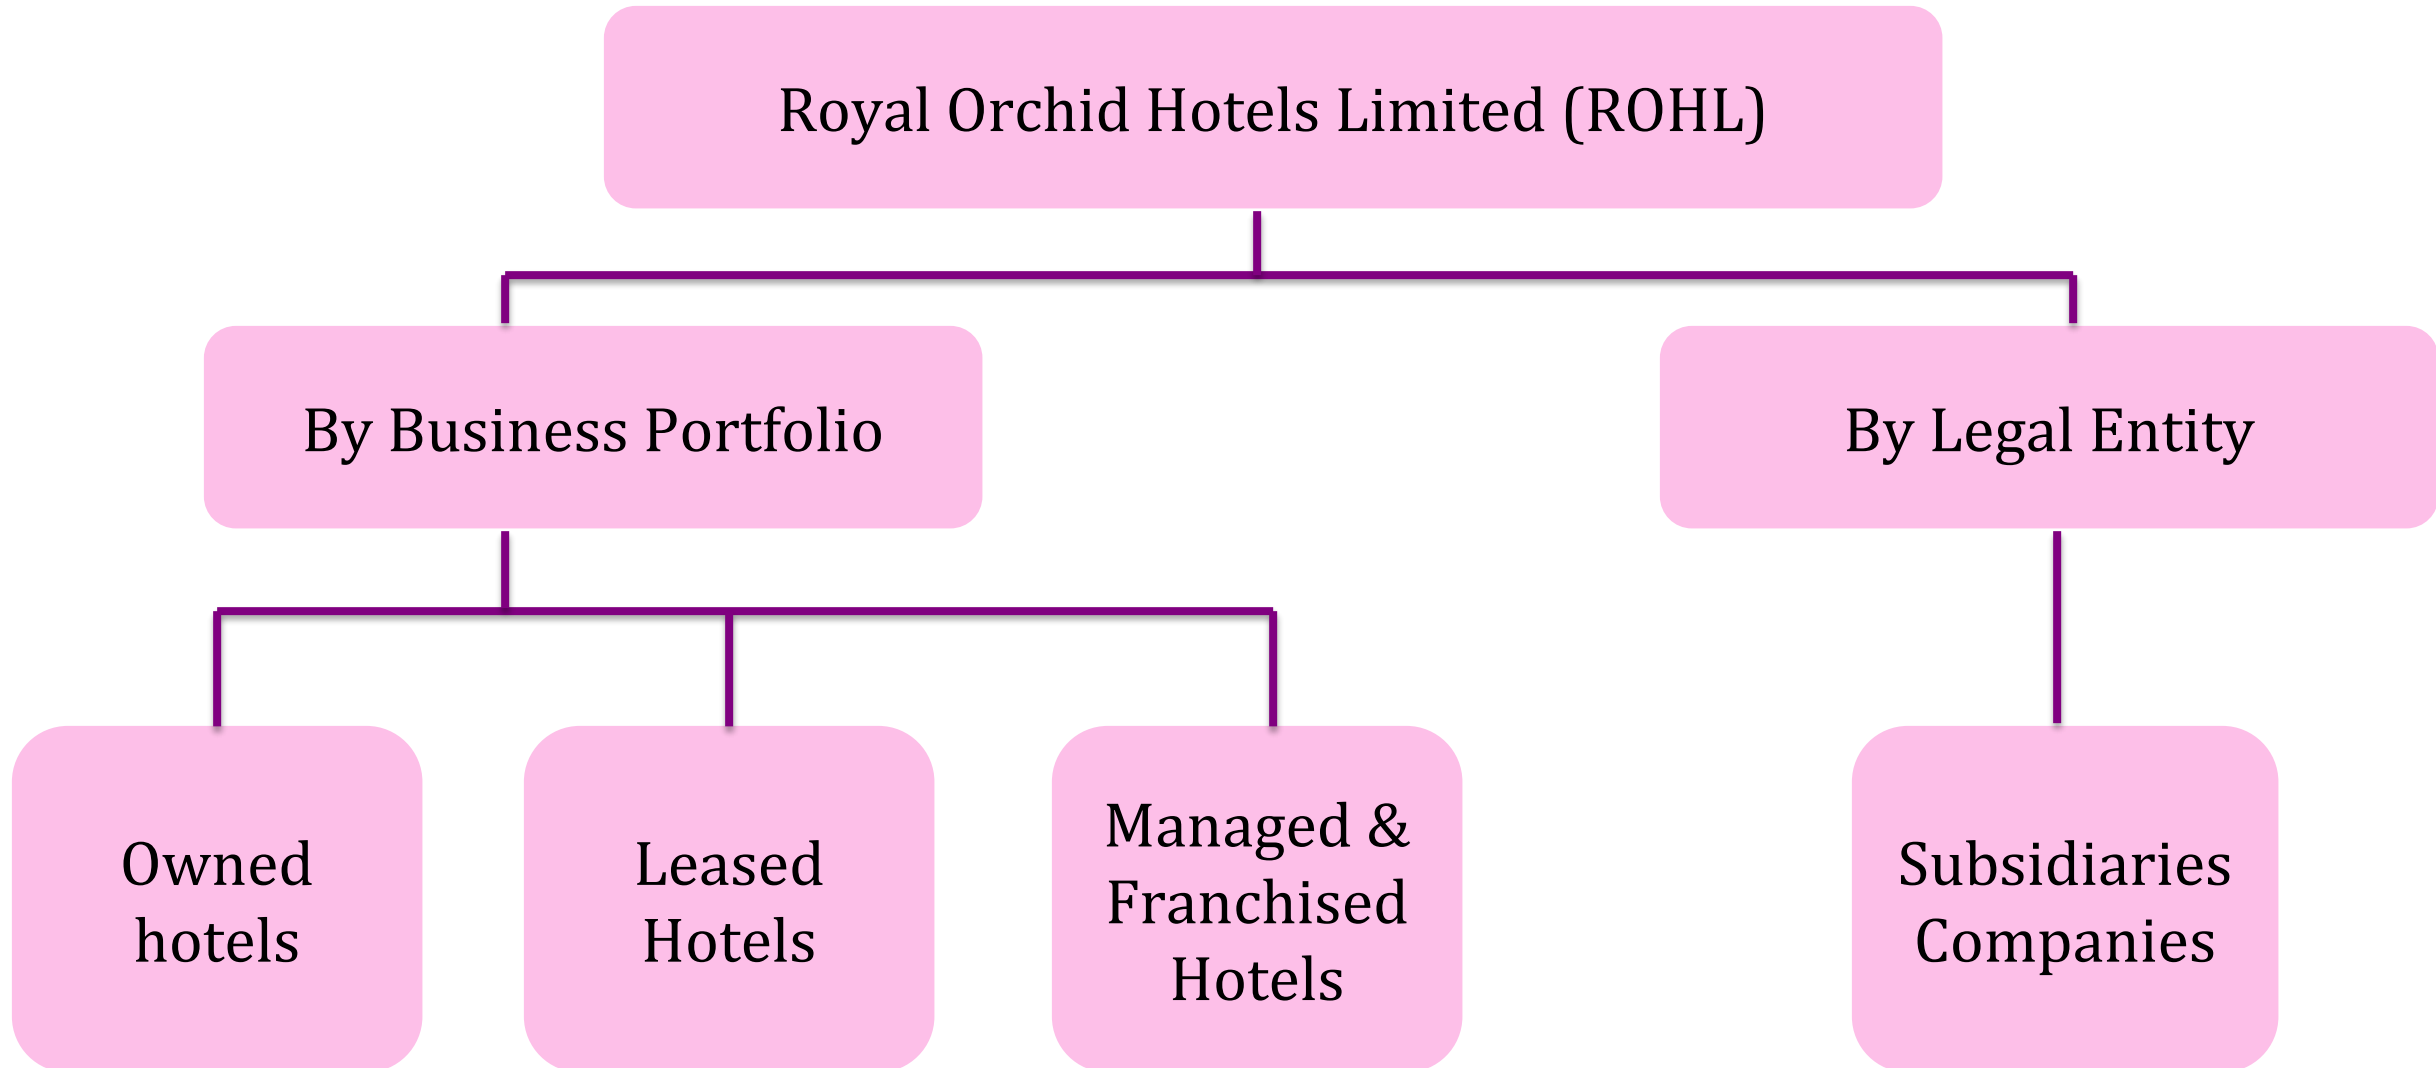 Royal Orchid Hotels Limited (ROHL)
By Business Portfolio
By Legal Entity
Owned
hotels
Leased
Hotels
Managed &
Franchised
Hotels
Subsidiaries
Companies